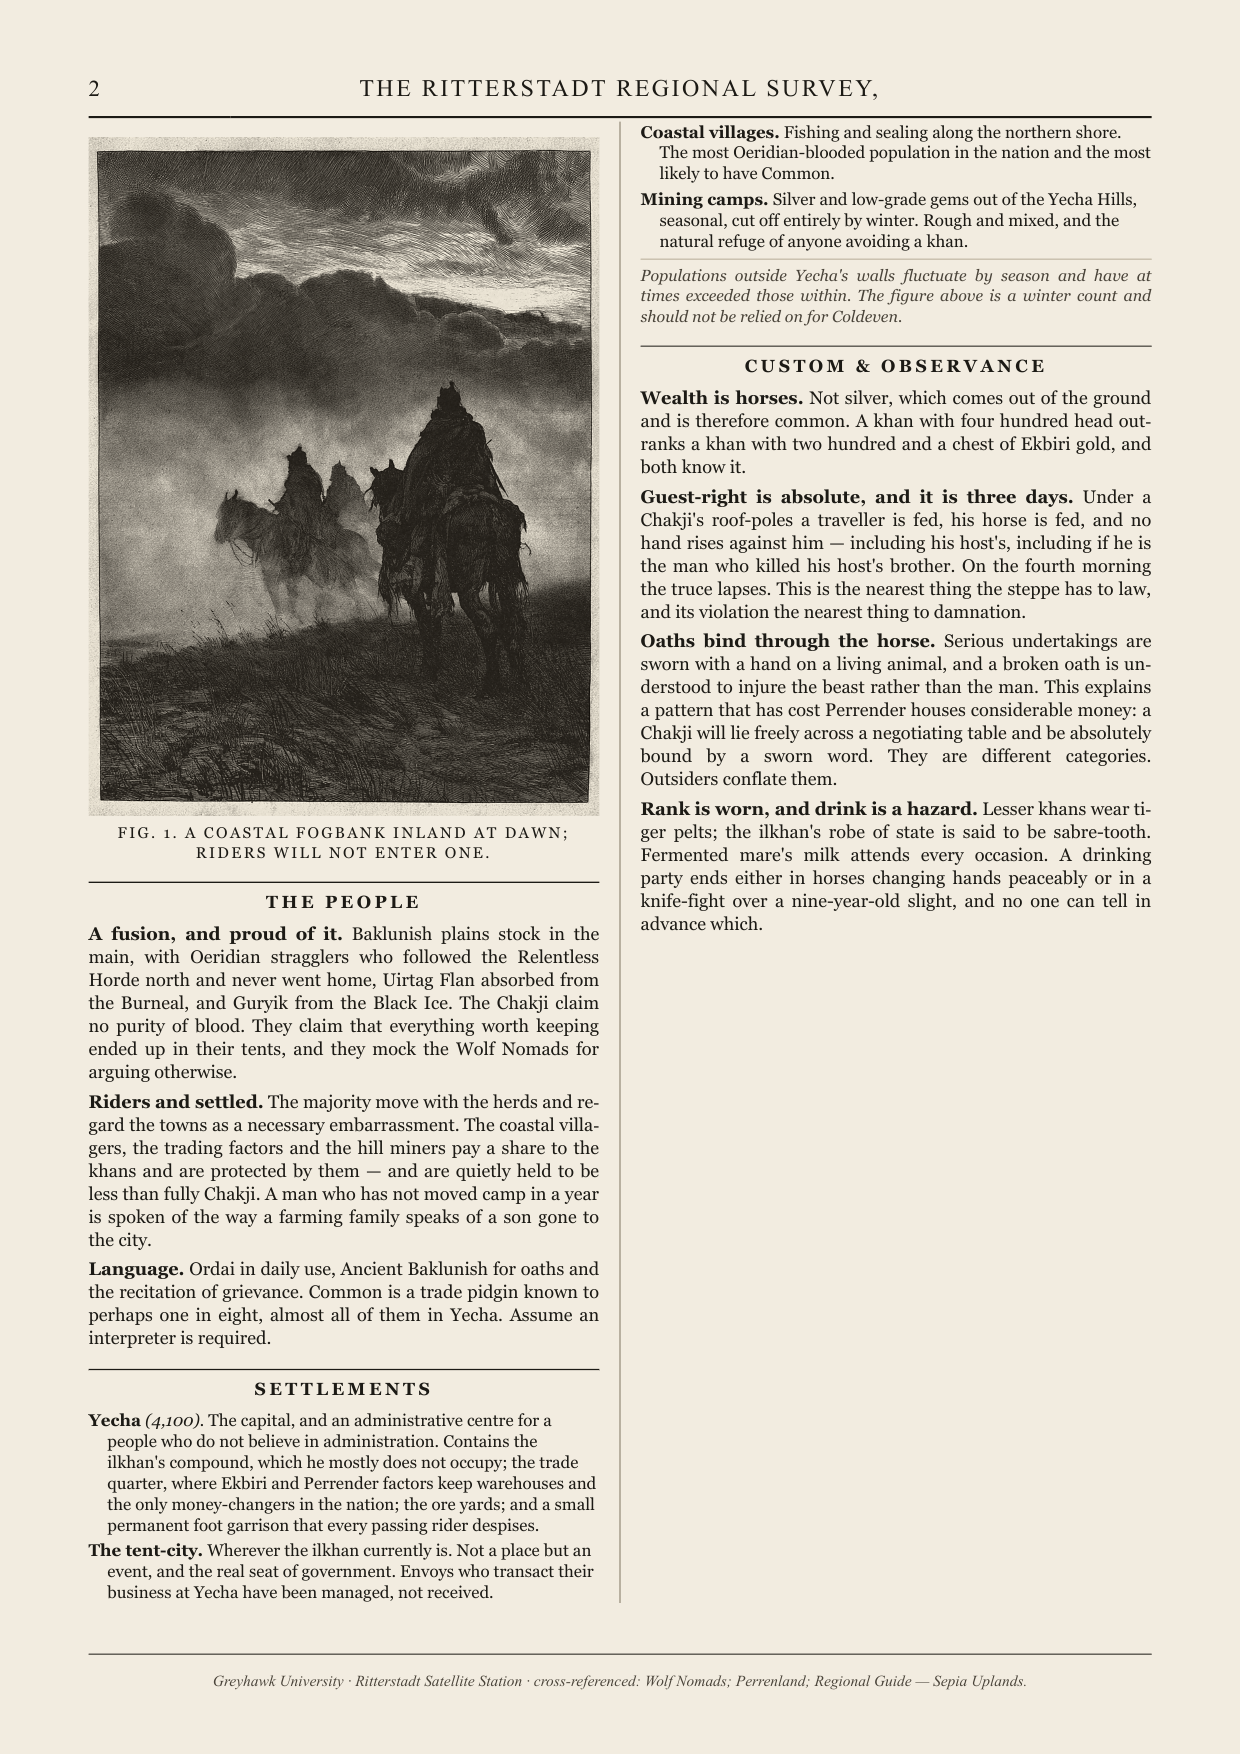 2
THE RITTERSTADT REGIONAL SURVEY,
FIG. 1. A COASTAL FOGBANK INLAND AT DAWN;
RIDERS WILL NOT ENTER ONE.
THE PEOPLE
A fusion, and proud of it. Baklunish plains stock in the
main, with Oeridian stragglers who followed the Relentless
Horde north and never went home, Uirtag Flan absorbed from
the Burneal, and Guryik from the Black Ice. The Chakji claim
no purity of blood. They claim that everything worth keeping
ended up in their tents, and they mock the Wolf Nomads for
arguing otherwise.
Riders and settled. The majority move with the herds and re-
gard the towns as a necessary embarrassment. The coastal villa-
gers, the trading factors and the hill miners pay a share to the
khans and are protected by them — and are quietly held to be
less than fully Chakji. A man who has not moved camp in a year
is spoken of the way a farming family speaks of a son gone to
the city.
Language. Ordai in daily use, Ancient Baklunish for oaths and
the recitation of grievance. Common is a trade pidgin known to
perhaps one in eight, almost all of them in Yecha. Assume an
interpreter is required.
SETTLEMENTS
Yecha (4,100). The capital, and an administrative centre for a
people who do not believe in administration. Contains the
ilkhan's compound, which he mostly does not occupy; the trade
quarter, where Ekbiri and Perrender factors keep warehouses and
the only money-changers in the nation; the ore yards; and a small
permanent foot garrison that every passing rider despises.
The tent-city. Wherever the ilkhan currently is. Not a place but an
event, and the real seat of government. Envoys who transact their
business at Yecha have been managed, not received.
Coastal villages. Fishing and sealing along the northern shore.
The most Oeridian-blooded population in the nation and the most
likely to have Common.
Mining camps. Silver and low-grade gems out of the Yecha Hills,
seasonal, cut off entirely by winter. Rough and mixed, and the
natural refuge of anyone avoiding a khan.
Populations outside Yecha's walls fluctuate by season and have at
times exceeded those within. The figure above is a winter count and
should not be relied on for Coldeven.
CUSTOM & OBSERVANCE
Wealth is horses. Not silver, which comes out of the ground
and is therefore common. A khan with four hundred head out-
ranks a khan with two hundred and a chest of Ekbiri gold, and
both know it.
Guest-right is absolute, and it is three days. Under a
Chakji's roof-poles a traveller is fed, his horse is fed, and no
hand rises against him — including his host's, including if he is
the man who killed his host's brother. On the fourth morning
the truce lapses. This is the nearest thing the steppe has to law,
and its violation the nearest thing to damnation.
Oaths bind through the horse. Serious undertakings are
sworn with a hand on a living animal, and a broken oath is un-
derstood to injure the beast rather than the man. This explains
a pattern that has cost Perrender houses considerable money: a
Chakji will lie freely across a negotiating table and be absolutely
bound by a sworn word. They are different categories.
Outsiders conflate them.
Rank is worn, and drink is a hazard. Lesser khans wear ti-
ger pelts; the ilkhan's robe of state is said to be sabre-tooth.
Fermented mare's milk attends every occasion. A drinking
party ends either in horses changing hands peaceably or in a
knife-fight over a nine-year-old slight, and no one can tell in
advance which.
Greyhawk University · Ritterstadt Satellite Station · cross-referenced: Wolf Nomads; Perrenland; Regional Guide — Sepia Uplands.